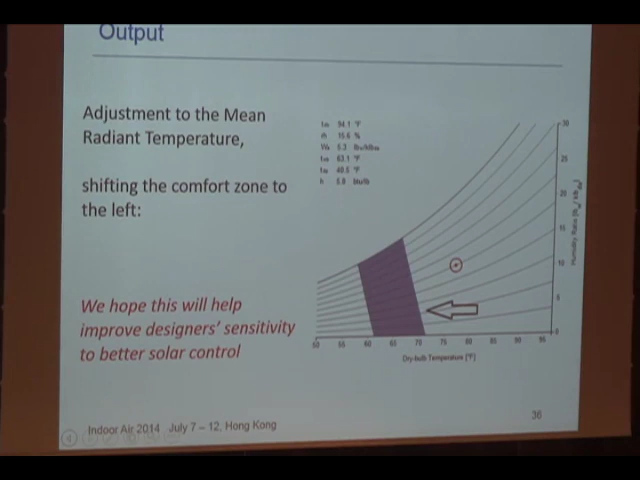 Output
Adjustment to the Mean
Radiant Temperature,
shifting the comfort zone to
the left:
We hope this will help
improve designers' sensitivity
to better solar control
30
25
20
15
10
5
0
Humidity Ratio
50 55 60 65 70 75 80 85 90 95
Dry-bulb Temperature [°F]
36
Indoor Air 2014 July 7 – 12, Hong Kong